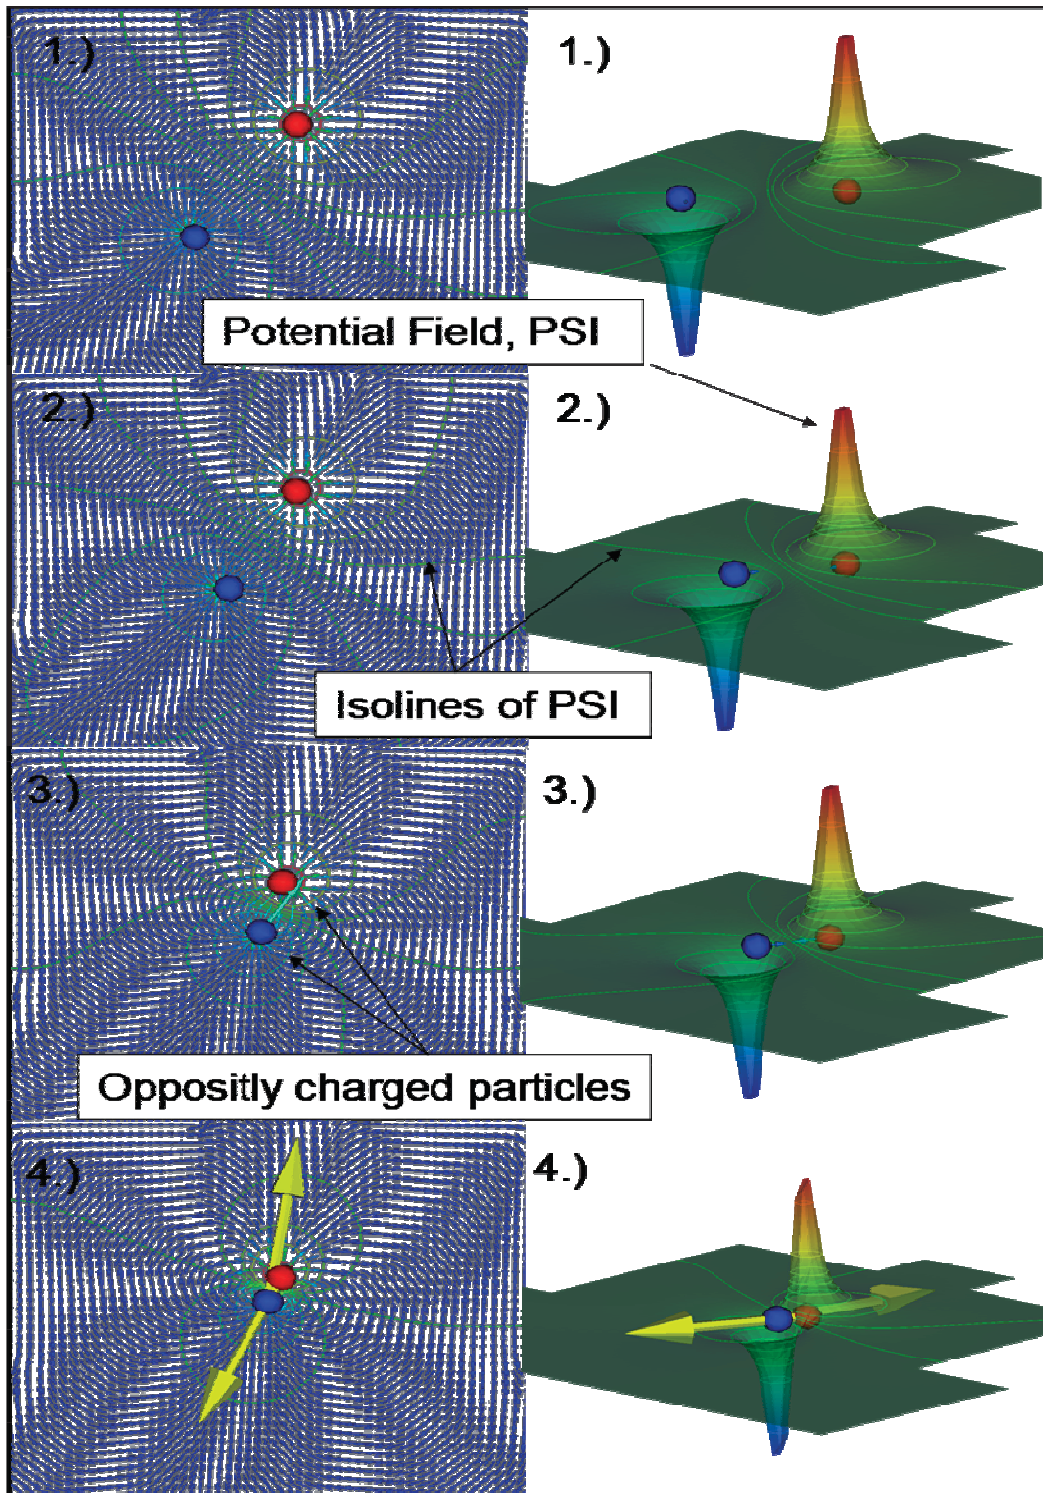 1.)
1.)
Potential Field, PSI
2.)
2.)
Isolines of PSI
3.)
3.)
Oppositly charged particles
4.)
4.)